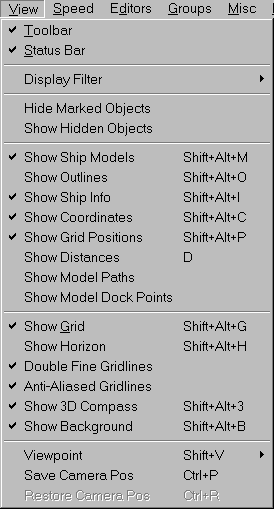 View Speed Editors Groups Misc
Toolbar
Status Bar
Display Filter
Hide Marked Objects
Show Hidden Objects
Show Ship Models Shift+Alt+M
Show Outlines Shift+Alt+O
Show Ship Info Shift+Alt+I
Show Coordinates Shift+Alt+C
Show Grid Positions Shift+Alt+P
Show Distances D
Show Model Paths
Show Model Dock Points
Show Grid Shift+Alt+G
Show Horizon Shift+Alt+H
Double Fine Gridlines
Anti-Aliased Gridlines
Show 3D Compass Shift+Alt+3
Show Background Shift+Alt+B
Viewpoint Shift+V
Save Camera Pos Ctrl+P
Restore Camera Pos Ctrl+R